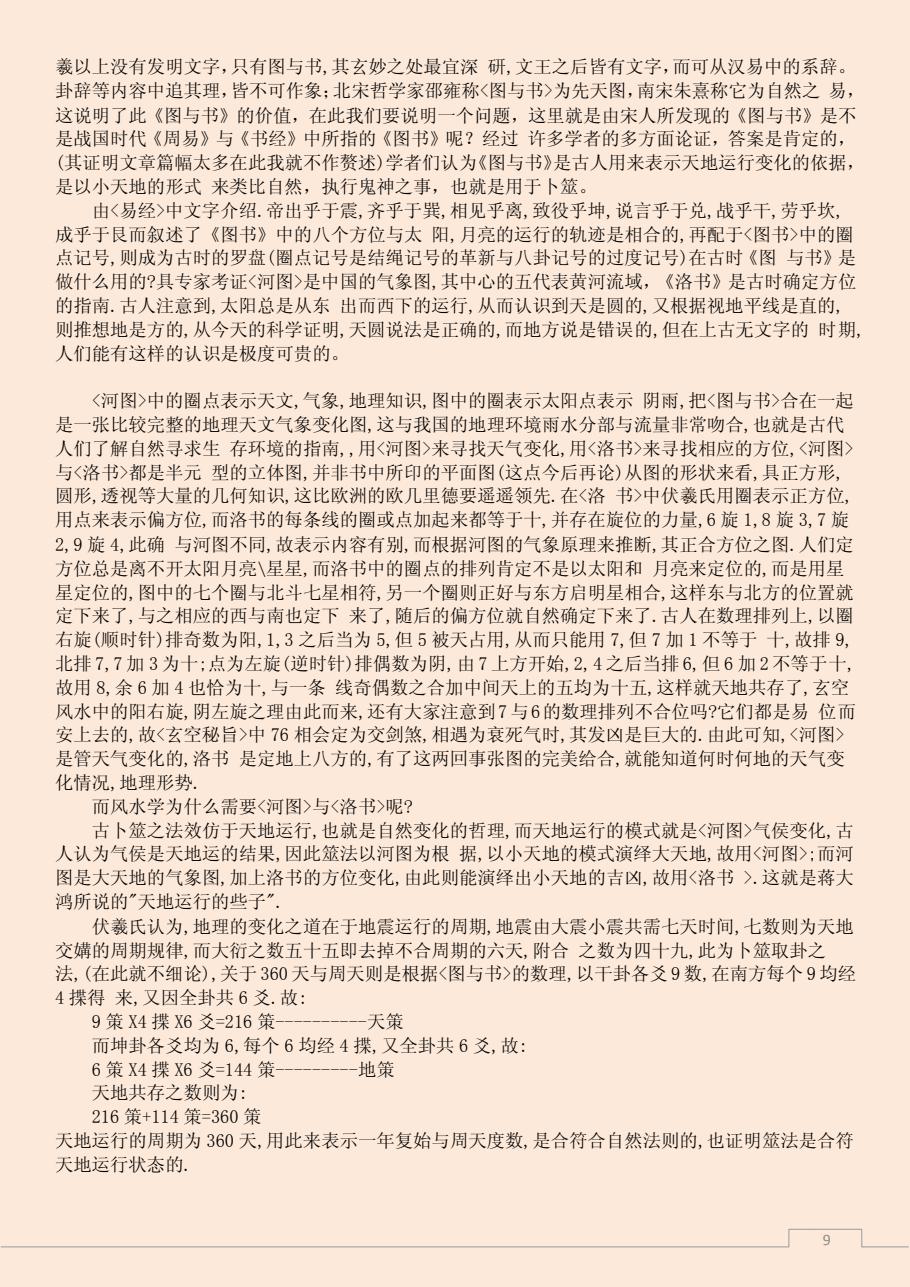 羲以上没有发明文字,只有图与书,其玄妙之处最宜深 研,文王之后皆有文字,而可从汉易中的系辞。
卦辞等内容中追其理,皆不可作象;北宋哲学家邵雍称<图与书>为先天图,南宋朱熹称它为自然之 易,
这说明了此《图与书》的价值，在此我们要说明一个问题，这里就是由宋人所发现的《图与书》是不
是战国时代《周易》与《书经》中所指的《图书》呢？经过 许多学者的多方面论证，答案是肯定的，
(其证明文章篇幅太多在此我就不作赘述)学者们认为《图与书》是古人用来表示天地运行变化的依据，
是以小天地的形式 来类比自然，执行鬼神之事，也就是用于卜筮。
由<易经>中文字介绍.帝出乎于震,齐乎于巽,相见乎离,致役乎坤,说言乎于兑,战乎干,劳乎坎,
成乎于艮而叙述了《图书》中的八个方位与太 阳,月亮的运行的轨迹是相合的,再配于<图书>中的圈
点记号,则成为古时的罗盘(圈点记号是结绳记号的革新与八卦记号的过度记号)在古时《图 与书》是
做什么用的?具专家考证<河图>是中国的气象图,其中心的五代表黄河流域，《洛书》是古时确定方位
的指南.古人注意到,太阳总是从东 出而西下的运行,从而认识到天是圆的,又根据视地平线是直的,
则推想地是方的,从今天的科学证明,天圆说法是正确的,而地方说是错误的,但在上古无文字的 时期,
人们能有这样的认识是极度可贵的。
<河图>中的圈点表示天文,气象,地理知识,图中的圈表示太阳点表示 阴雨,把<图与书>合在一起
是一张比较完整的地理天文气象变化图,这与我国的地理环境雨水分部与流量非常吻合,也就是古代
人们了解自然寻求生 存环境的指南,,用<河图>来寻找天气变化,用<洛书>来寻找相应的方位,<河图>
与<洛书>都是半元 型的立体图,并非书中所印的平面图(这点今后再论)从图的形状来看,具正方形,
圆形,透视等大量的几何知识,这比欧洲的欧几里德要遥遥领先.在<洛 书>中伏羲氏用圈表示正方位,
用点来表示偏方位,而洛书的每条线的圈或点加起来都等于十,并存在旋位的力量,6 旋 1,8 旋 3,7 旋
2,9 旋 4,此确 与河图不同,故表示内容有别,而根据河图的气象原理来推断,其正合方位之图.人们定
方位总是离不开太阳月亮\星星,而洛书中的圈点的排列肯定不是以太阳和 月亮来定位的,而是用星
星定位的,图中的七个圈与北斗七星相符,另一个圈则正好与东方启明星相合,这样东与北方的位置就
定下来了,与之相应的西与南也定下 来了,随后的偏方位就自然确定下来了.古人在数理排列上,以圈
右旋(顺时针)排奇数为阳,1,3 之后当为 5,但 5 被天占用,从而只能用 7,但 7 加 1 不等于 十,故排 9,
北排 7,7 加 3 为十;点为左旋(逆时针)排偶数为阴,由 7 上方开始,2,4 之后当排 6,但 6 加 2 不等于十,
故用 8,余 6 加 4 也恰为十,与一条 线奇偶数之合加中间天上的五均为十五,这样就天地共存了,玄空
风水中的阳右旋,阴左旋之理由此而来,还有大家注意到 7 与 6 的数理排列不合位吗?它们都是易 位而
安上去的,故<玄空秘旨>中 76 相会定为交剑煞,相遇为衰死气时,其发凶是巨大的.由此可知,<河图>
是管天气变化的,洛书 是定地上八方的,有了这两回事张图的完美给合,就能知道何时何地的天气变
化情况,地理形势.
而风水学为什么需要<河图>与<洛书>呢?
古卜筮之法效仿于天地运行,也就是自然变化的哲理,而天地运行的模式就是<河图>气侯变化,古
人认为气侯是天地运的结果,因此筮法以河图为根 据,以小天地的模式演绎大天地,故用<河图>;而河
图是大天地的气象图,加上洛书的方位变化,由此则能演绎出小天地的吉凶,故用<洛书 >.这就是蒋大
鸿所说的"天地运行的些子".
伏羲氏认为,地理的变化之道在于地震运行的周期,地震由大震小震共需七天时间,七数则为天地
交媾的周期规律,而大衍之数五十五即去掉不合周期的六天,附合 之数为四十九,此为卜筮取卦之
法,(在此就不细论),关于 360 天与周天则是根据<图与书>的数理,以干卦各爻 9 数,在南方每个 9 均经
4 揲得 来,又因全卦共 6 爻.故:
9 策 X4 揲 X6 爻=216 策----------天策
而坤卦各爻均为 6,每个 6 均经 4 揲,又全卦共 6 爻,故:
6 策 X4 揲 X6 爻=144 策---------地策
天地共存之数则为:
216 策+114 策=360 策
天地运行的周期为 360 天,用此来表示一年复始与周天度数,是合符合自然法则的,也证明筮法是合符
天地运行状态的.
9